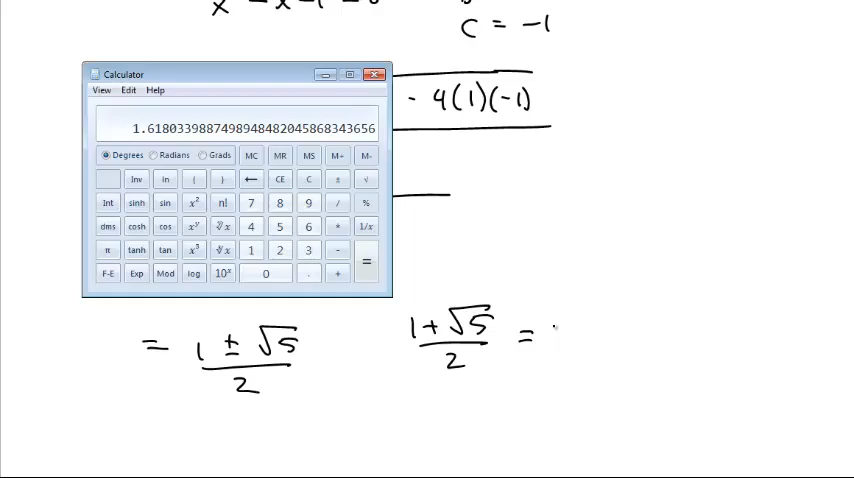 c = -1
Calculator
View Edit Help
1.6180339887498948482045868343656
Degrees Radians Grads MC MR MS M+ M-
Inv ln ( ) ← CE C ± √
Int sinh sin x² n! 7 8 9 / %
dms cosh cos xʸ ʸ√x 4 5 6 * 1/x
π tanh tan x³ ³√x 1 2 3 - =
F-E Exp Mod log 10ˣ 0 . +
- 4(1)(-1)
= (1 ± √5)/2
(1 + √5)/2 =